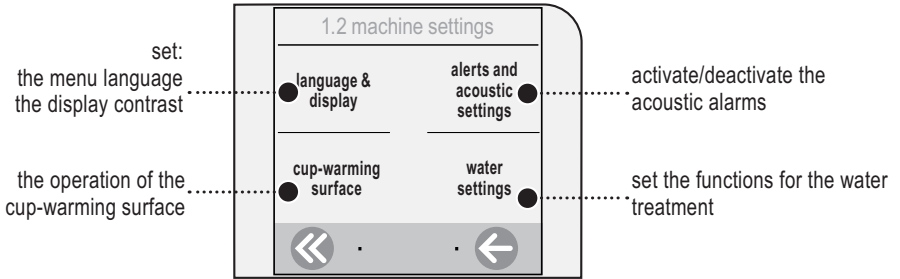 1.2 machine settings
set:
the menu language
the display contrast
language &
display
alerts and
acoustic
settings
activate/deactivate the
acoustic alarms
the operation of the
cup-warming surface
cup-warming
surface
water
settings
set the functions for the water
treatment